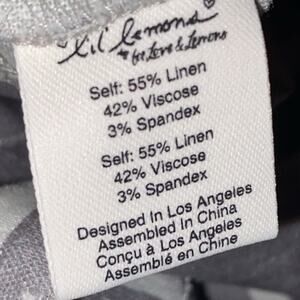 lil lemons
by for Love & Lemons
Self: 55% Linen
42% Viscose
3% Spandex
Self: 55% Linen
42% Viscose
3% Spandex
Designed In Los Angeles
Assembled In China
Conçu à Los Angeles
Assemblé en Chine